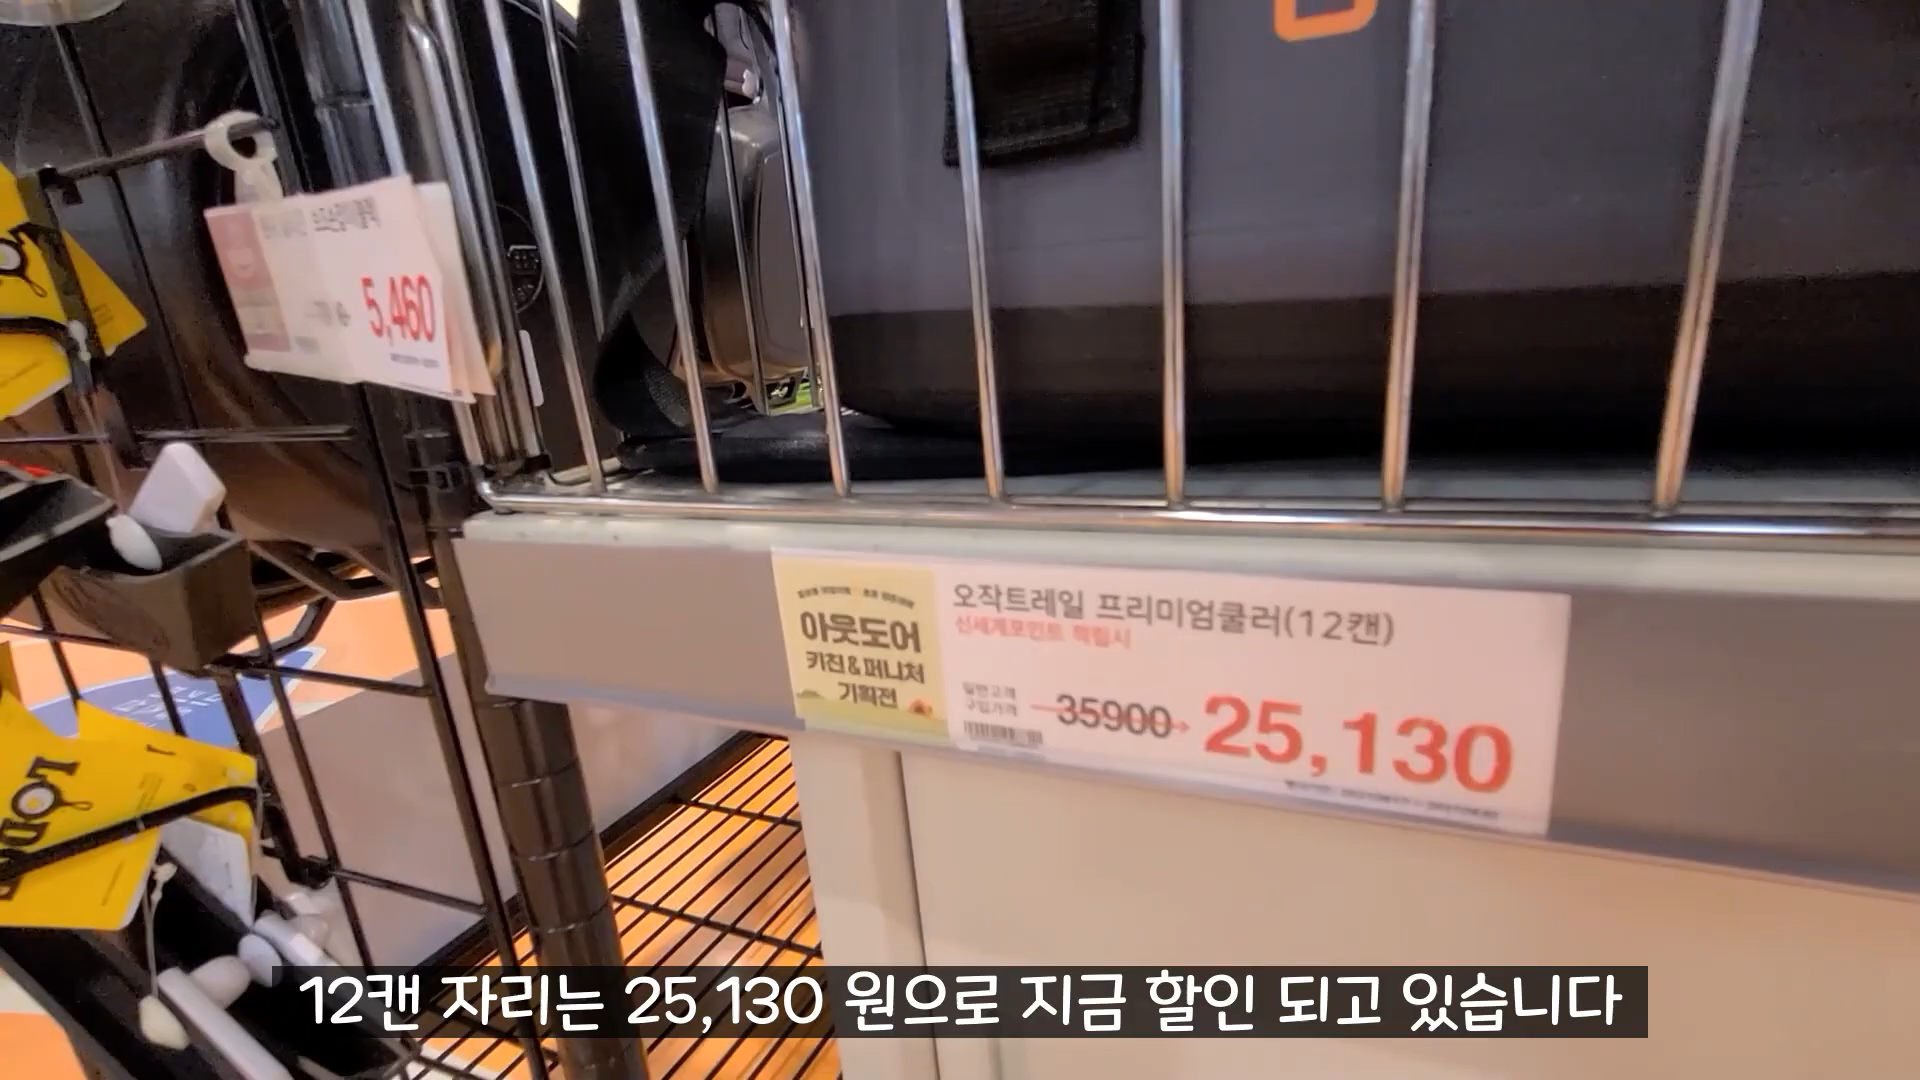 5,460
아웃도어
키친&퍼니처
기획전
오작트레일 프리미엄쿨러(12캔)
신세계포인트 적립시
일반고객
구입가격
35900
25,130
LODGE
12캔 자리는 25,130 원으로 지금 할인 되고 있습니다